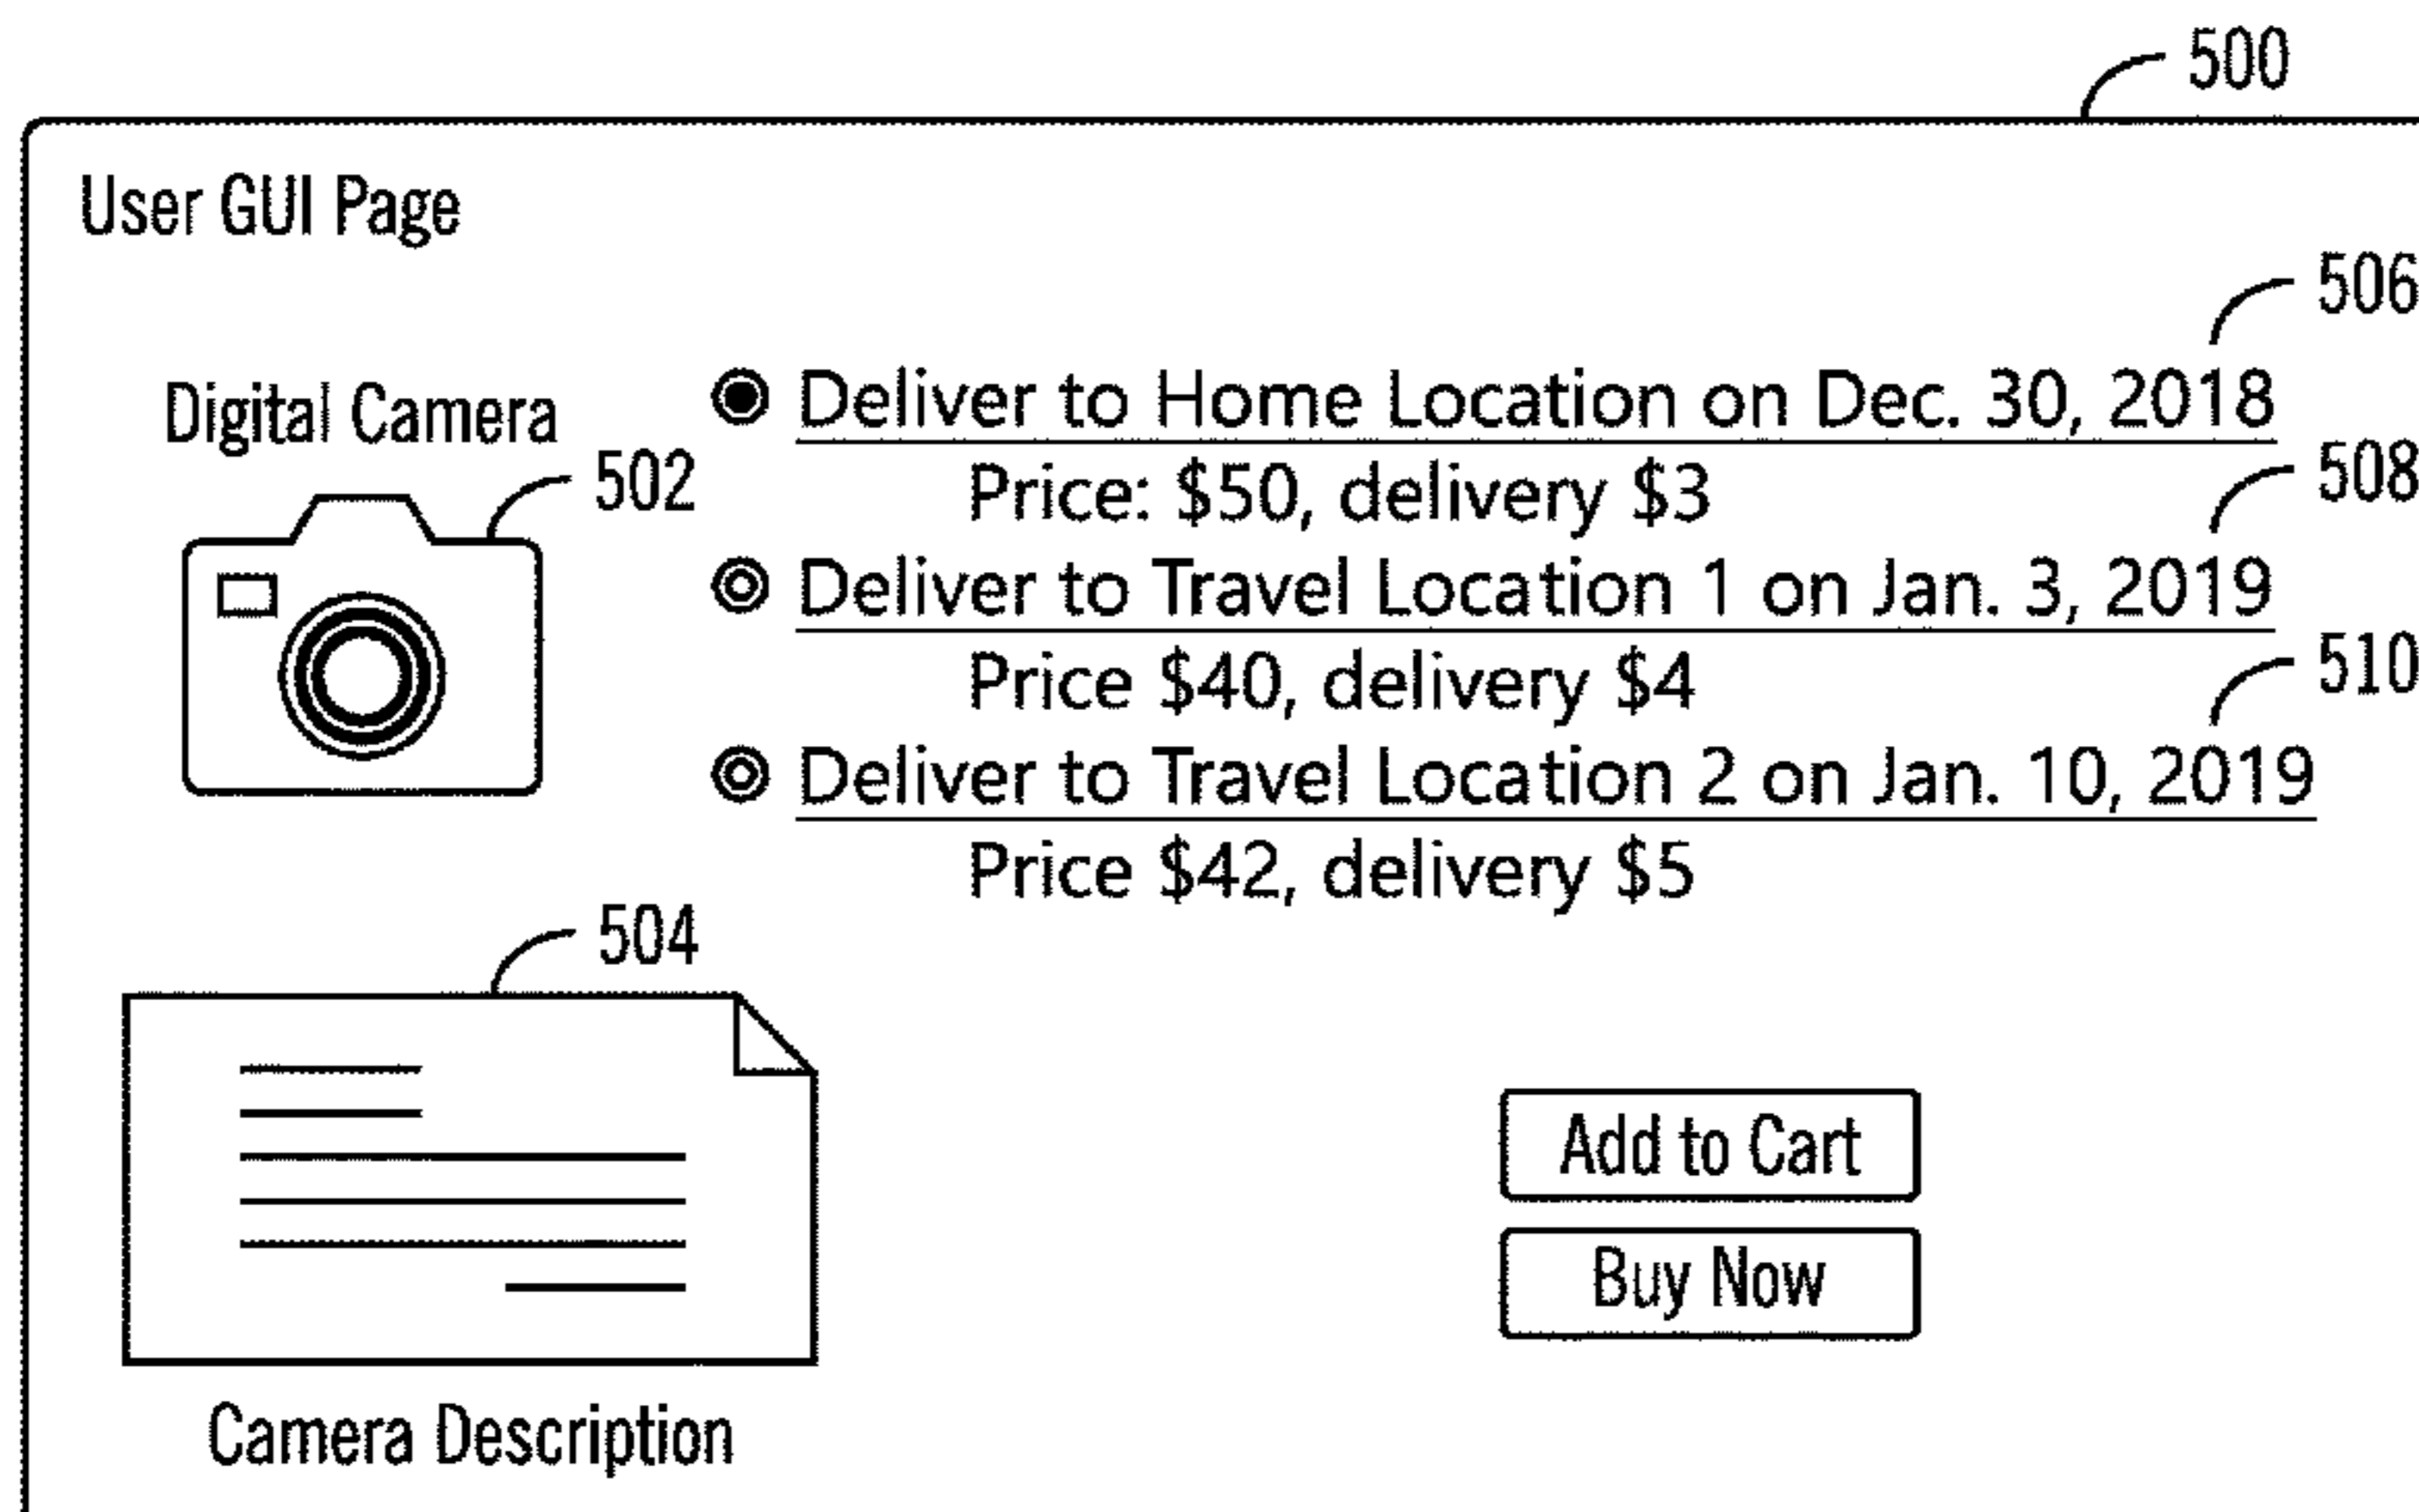 500
User GUI Page
506
Digital Camera
Deliver to Home Location on Dec. 30, 2018
502
Price: $50, delivery $3
508
Deliver to Travel Location 1 on Jan. 3, 2019
Price $40, delivery $4
510
Deliver to Travel Location 2 on Jan. 10, 2019
Price $42, delivery $5
504
Add to Cart
Buy Now
Camera Description